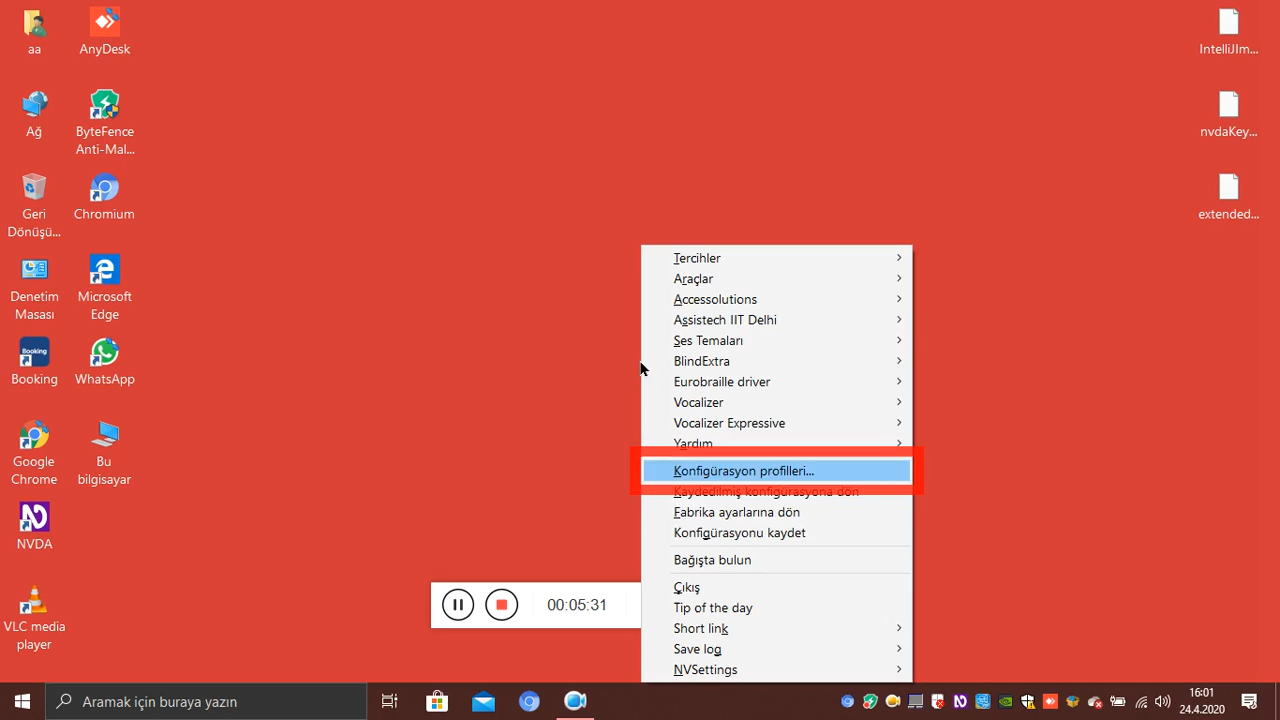 aa
AnyDesk
Ağ
ByteFence
Anti-Mal...
Geri
Dönüşü...
Chromium
Denetim
Masası
Microsoft
Edge
Booking
Booking
WhatsApp
Google
Chrome
Bu
bilgisayar
NVDA
VLC media
player
IntelliJIm...
nvdaKey...
extended...
Tercihler
Araçlar
Accessolutions
Assistech IIT Delhi
Ses Temaları
BlindExtra
Eurobraille driver
Vocalizer
Vocalizer Expressive
Yardım
Konfigürasyon profilleri...
Kaydedilmiş konfigürasyona dön
Fabrika ayarlarına dön
Konfigürasyonu kaydet
Bağışta bulun
Çıkış
Tip of the day
Short link
Save log
NVSettings
00:05:31
Aramak için buraya yazın
16:01
24.4.2020